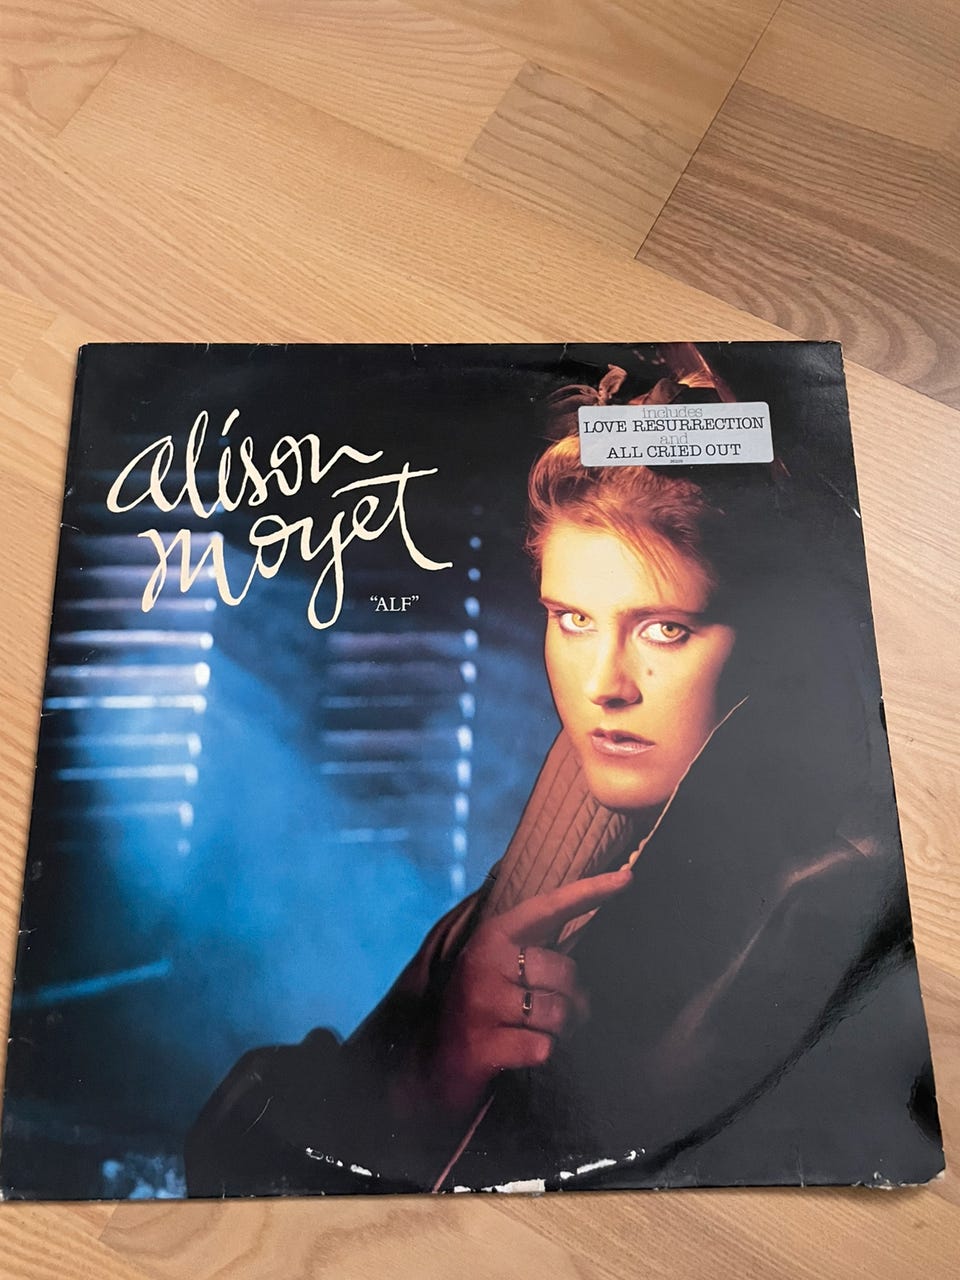 alison
moyet
“ALF”
includes
LOVE RESURRECTION
and
ALL CRIED OUT